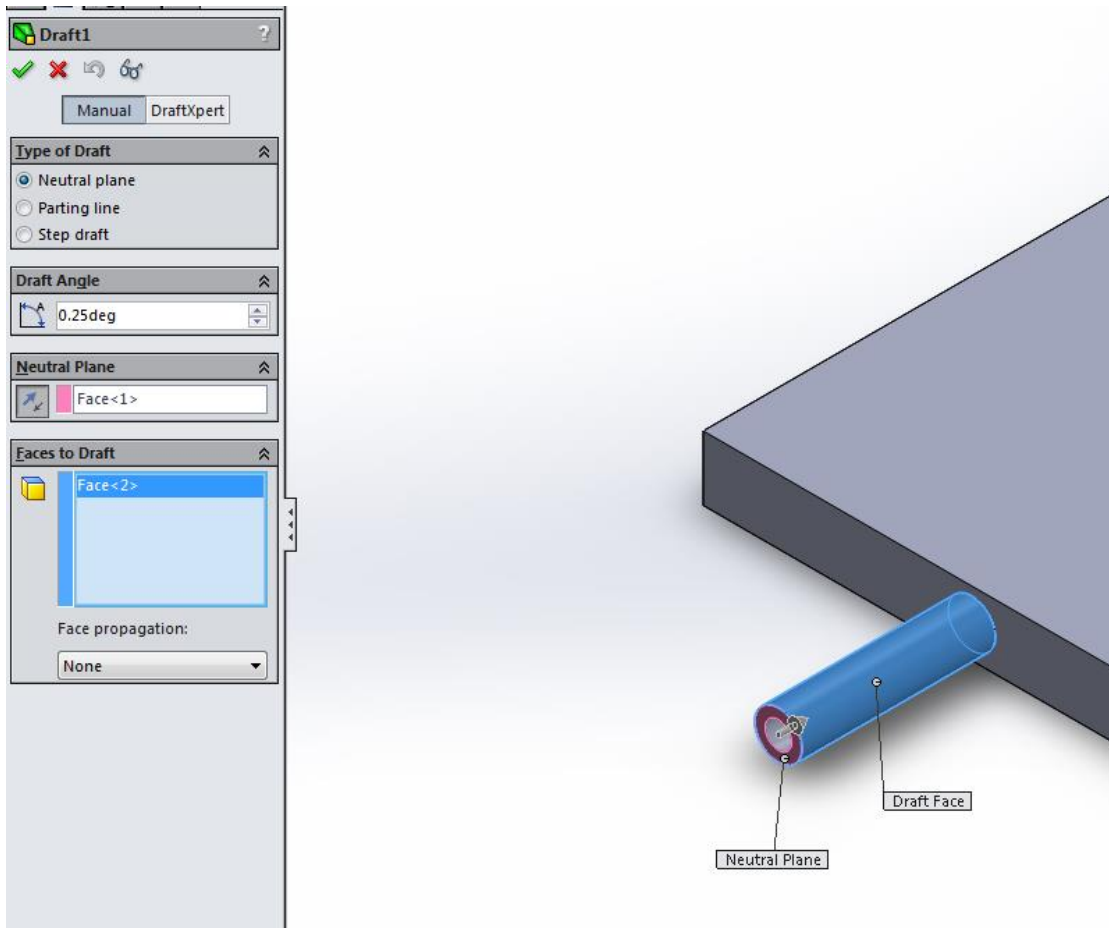 Draft1
?
Manual DraftXpert
Type of Draft
Neutral plane
Parting line
Step draft
Draft Angle
A
0.25deg
Neutral Plane
Face<1>
Faces to Draft
Face<2>
Face propagation:
None
Draft Face
Neutral Plane